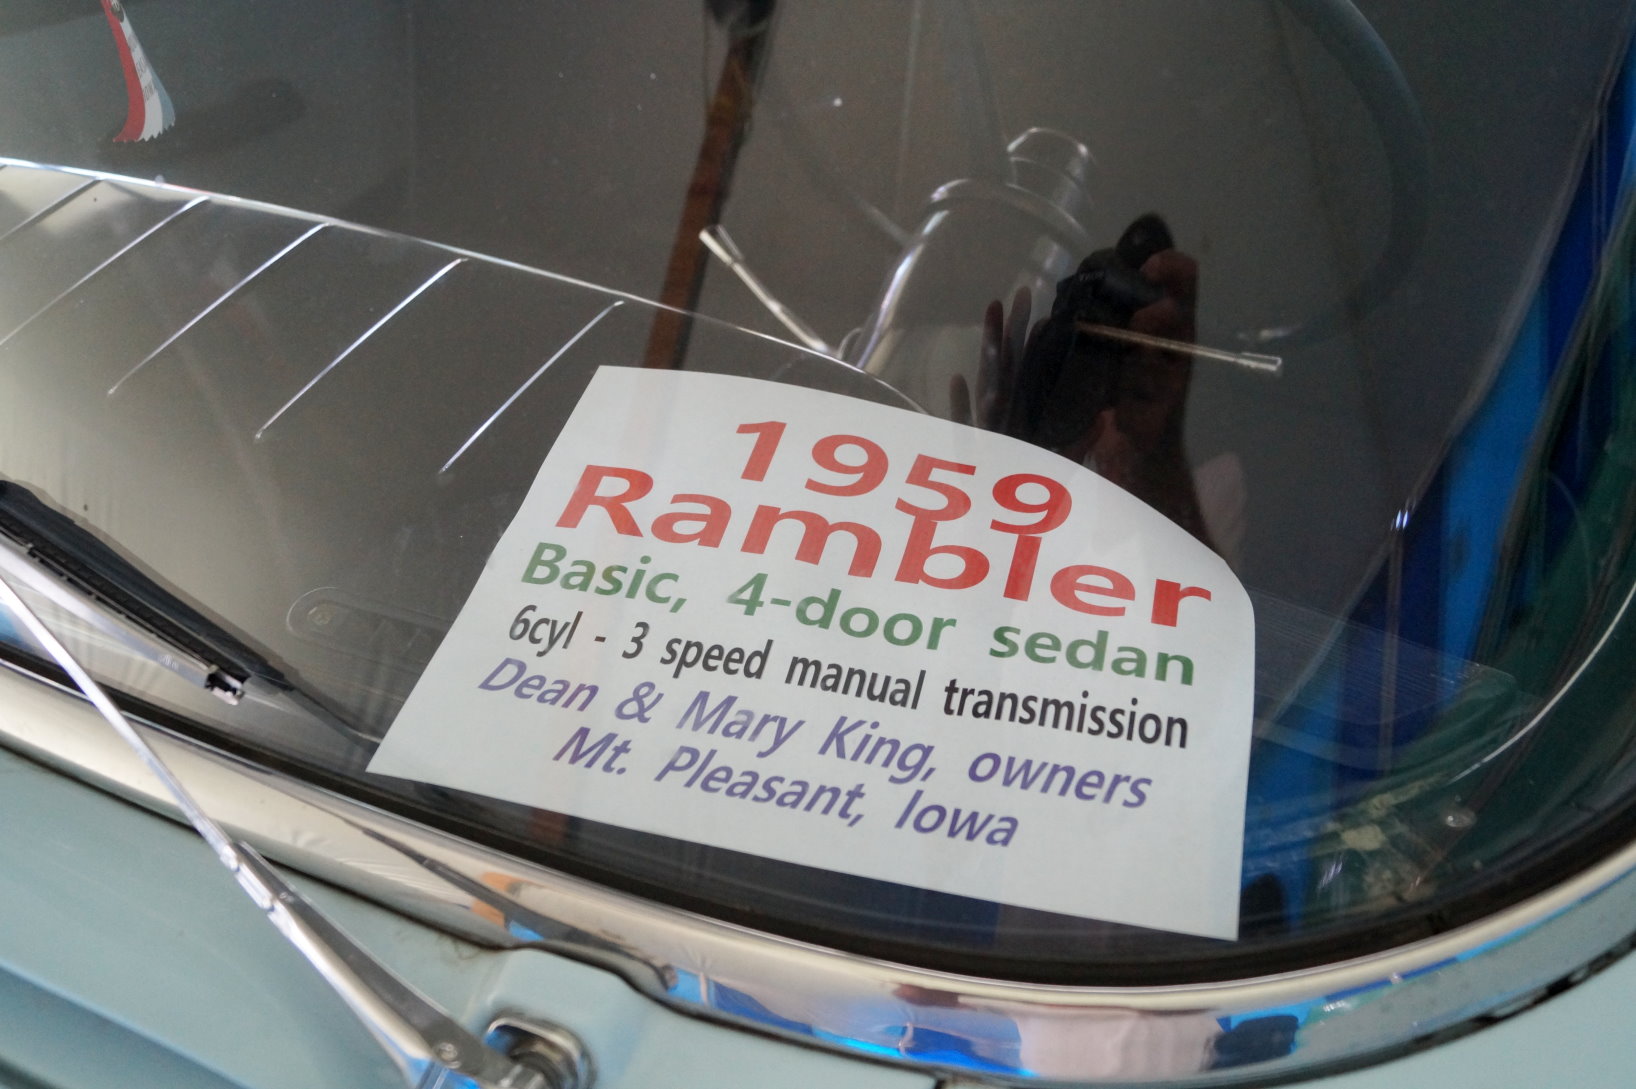 1959
Rambler
Basic, 4-door sedan
6cyl - 3 speed manual transmission
Dean & Mary King, owners
Mt. Pleasant, Iowa